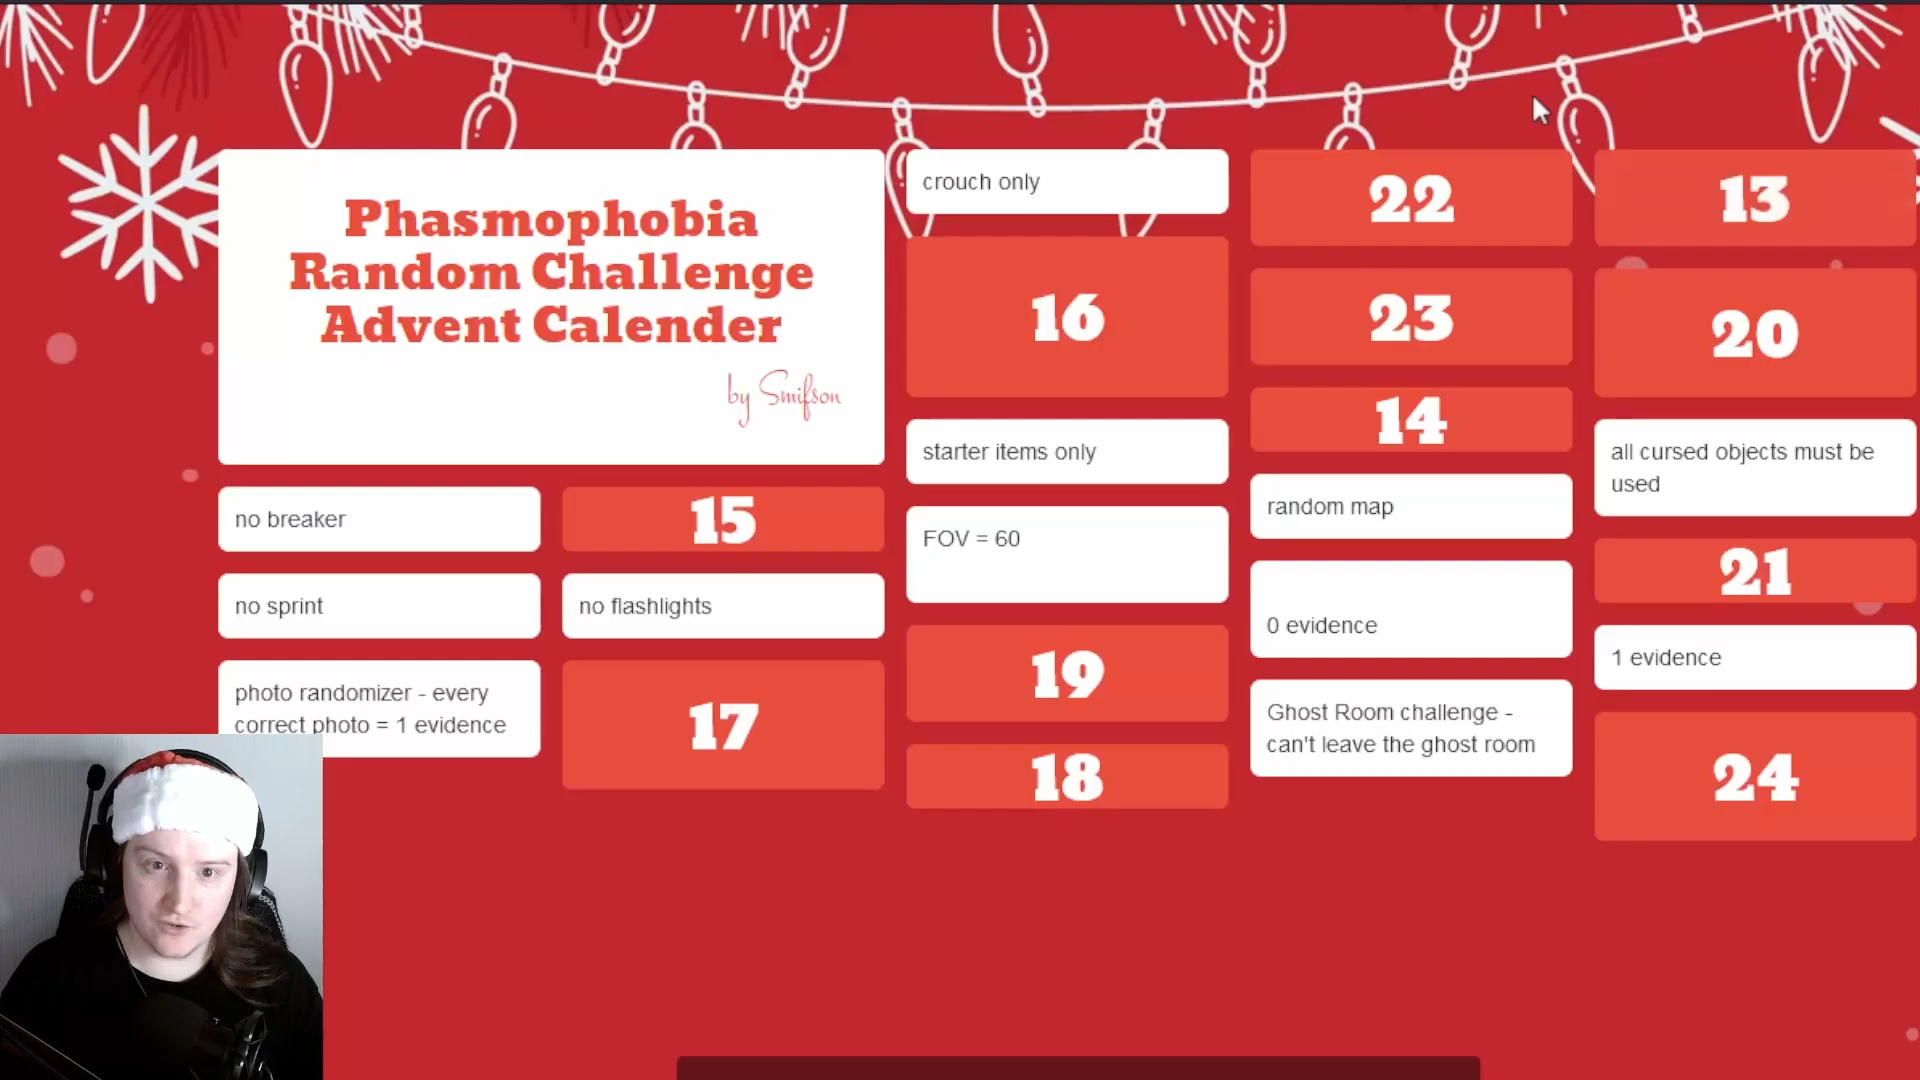 Phasmophobia
Random Challenge
Advent Calender
by Smifson
no breaker
no sprint
photo randomizer - every
correct photo = 1 evidence
15
no flashlights
17
crouch only
16
starter items only
FOV = 60
19
18
22
23
14
random map
0 evidence
Ghost Room challenge -
can't leave the ghost room
13
20
all cursed objects must be
used
21
1 evidence
24